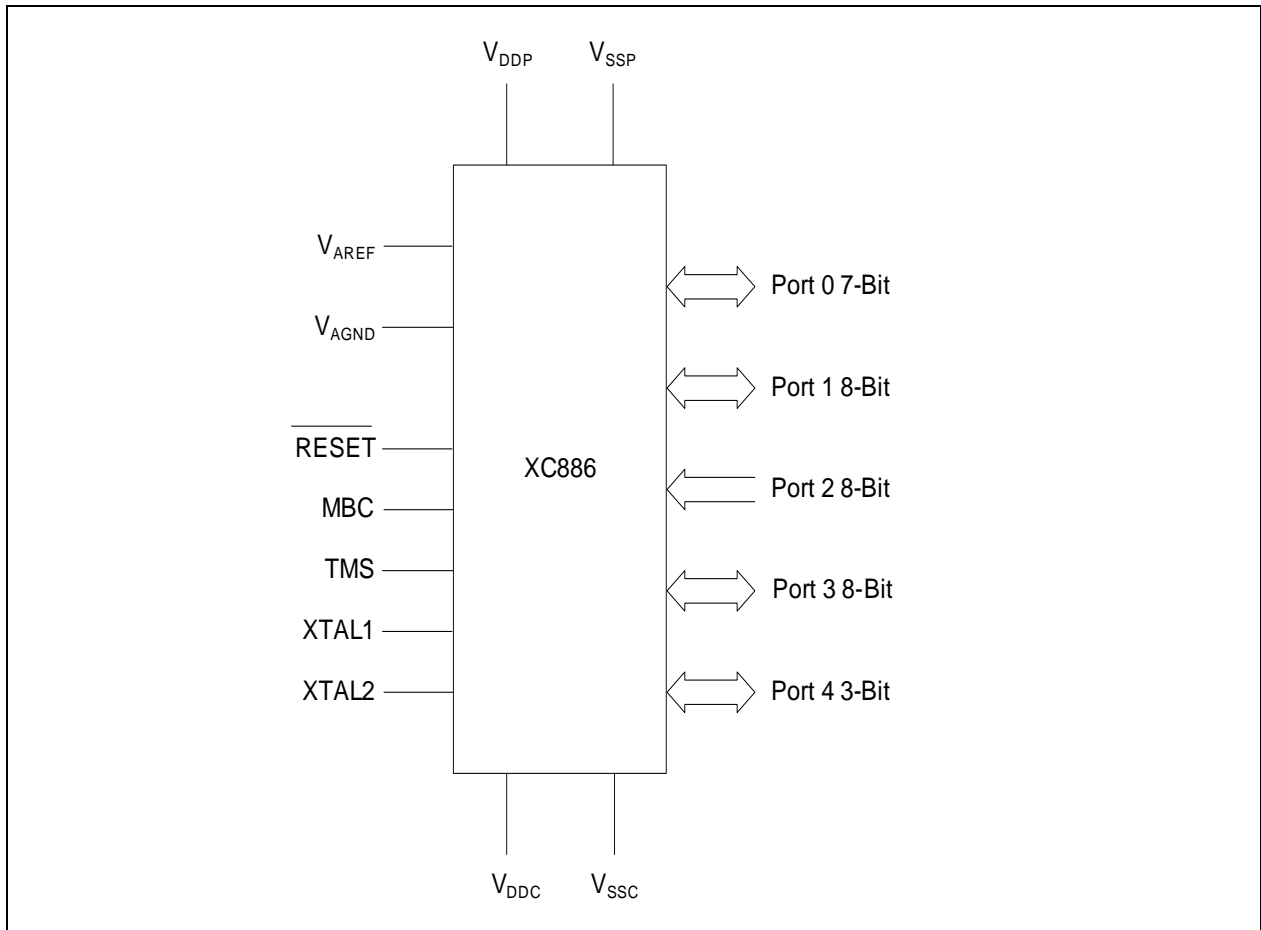 VDDP VSSP
VAREF
VAGND
RESET
MBC
TMS
XTAL1
XTAL2
XC886
Port 0 7-Bit
Port 1 8-Bit
Port 2 8-Bit
Port 3 8-Bit
Port 4 3-Bit
VDDC VSSC